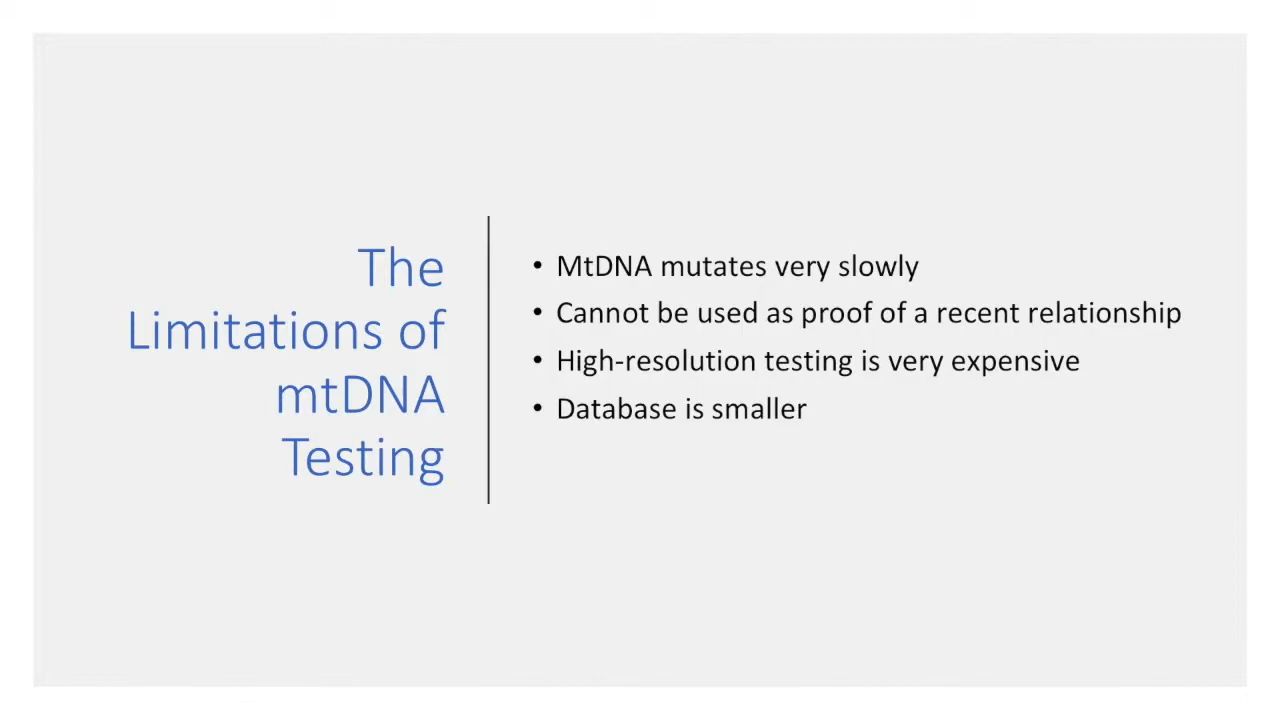 The
Limitations of
mtDNA
Testing
• MtDNA mutates very slowly
• Cannot be used as proof of a recent relationship
• High-resolution testing is very expensive
• Database is smaller